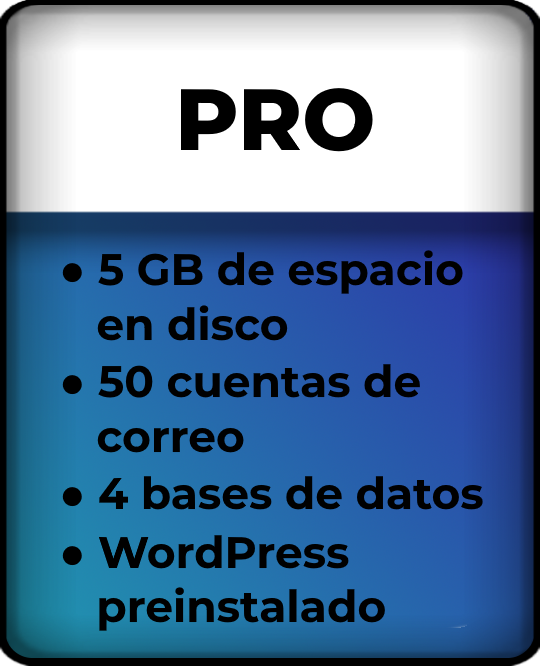 PRO
• 5 GB de espacio
en disco
• 50 cuentas de
correo
• 4 bases de datos
• WordPress
preinstalado